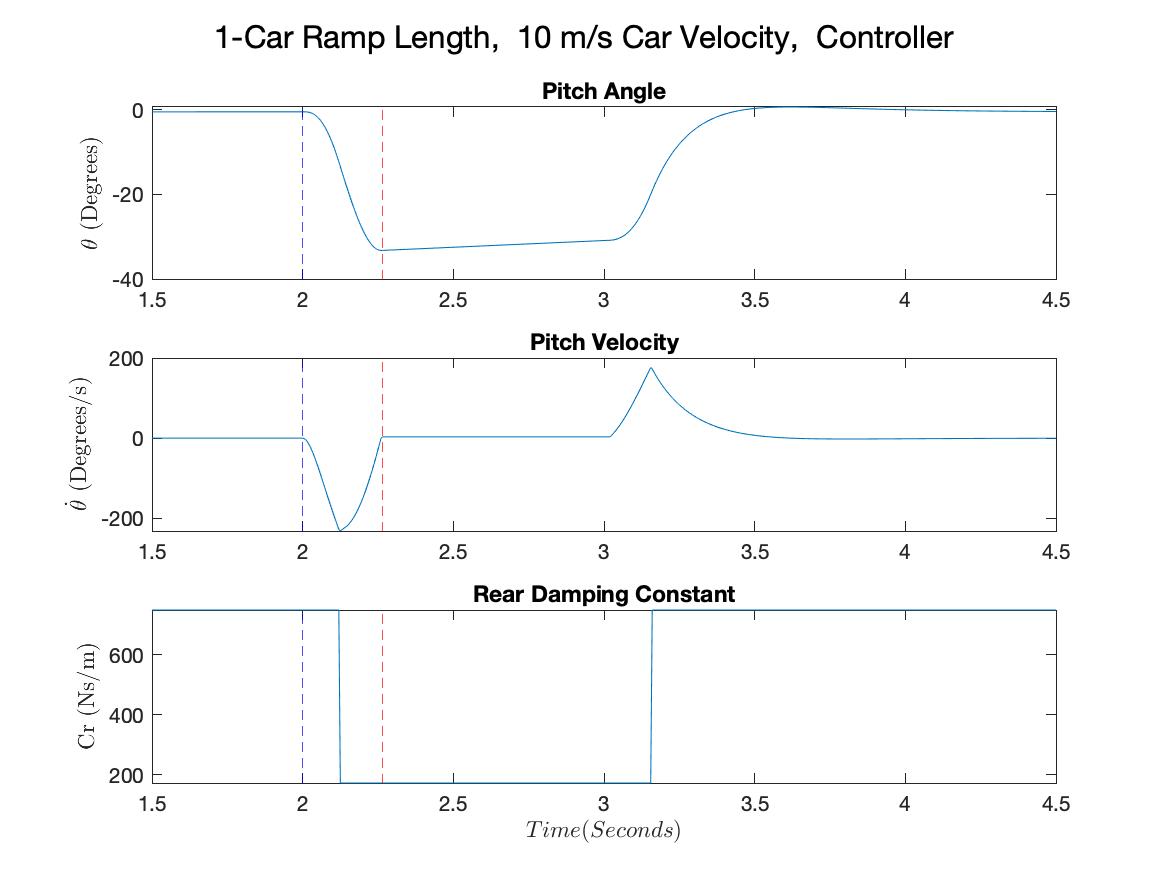 1-Car Ramp Length,  10 m/s Car Velocity,  Controller
Pitch Angle
0
-20
-40
θ (Degrees)
1.5 2 2.5 3 3.5 4 4.5
Pitch Velocity
200
0
-200
θ̇ (Degrees/s)
1.5 2 2.5 3 3.5 4 4.5
Rear Damping Constant
600
400
200
Cr (Ns/m)
1.5 2 2.5 3 3.5 4 4.5
Time(Seconds)